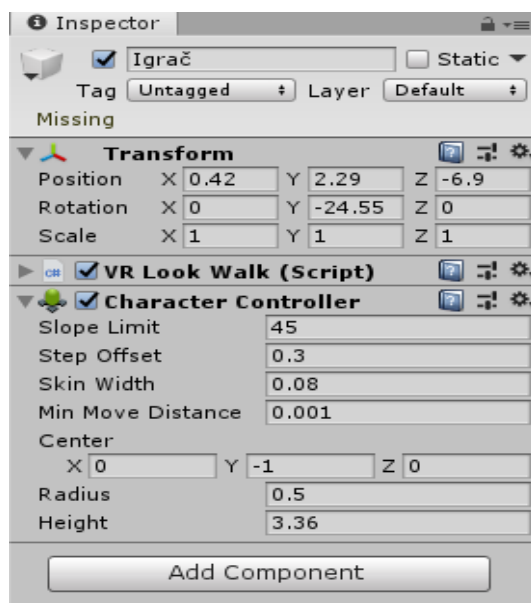 Inspector
Igrač Static
Tag Untagged Layer Default
Missing
Transform
Position X 0.42 Y 2.29 Z -6.9
Rotation X 0 Y -24.55 Z 0
Scale X 1 Y 1 Z 1
c# VR Look Walk (Script)
Character Controller
Slope Limit 45
Step Offset 0.3
Skin Width 0.08
Min Move Distance 0.001
Center
X 0 Y -1 Z 0
Radius 0.5
Height 3.36
Add Component